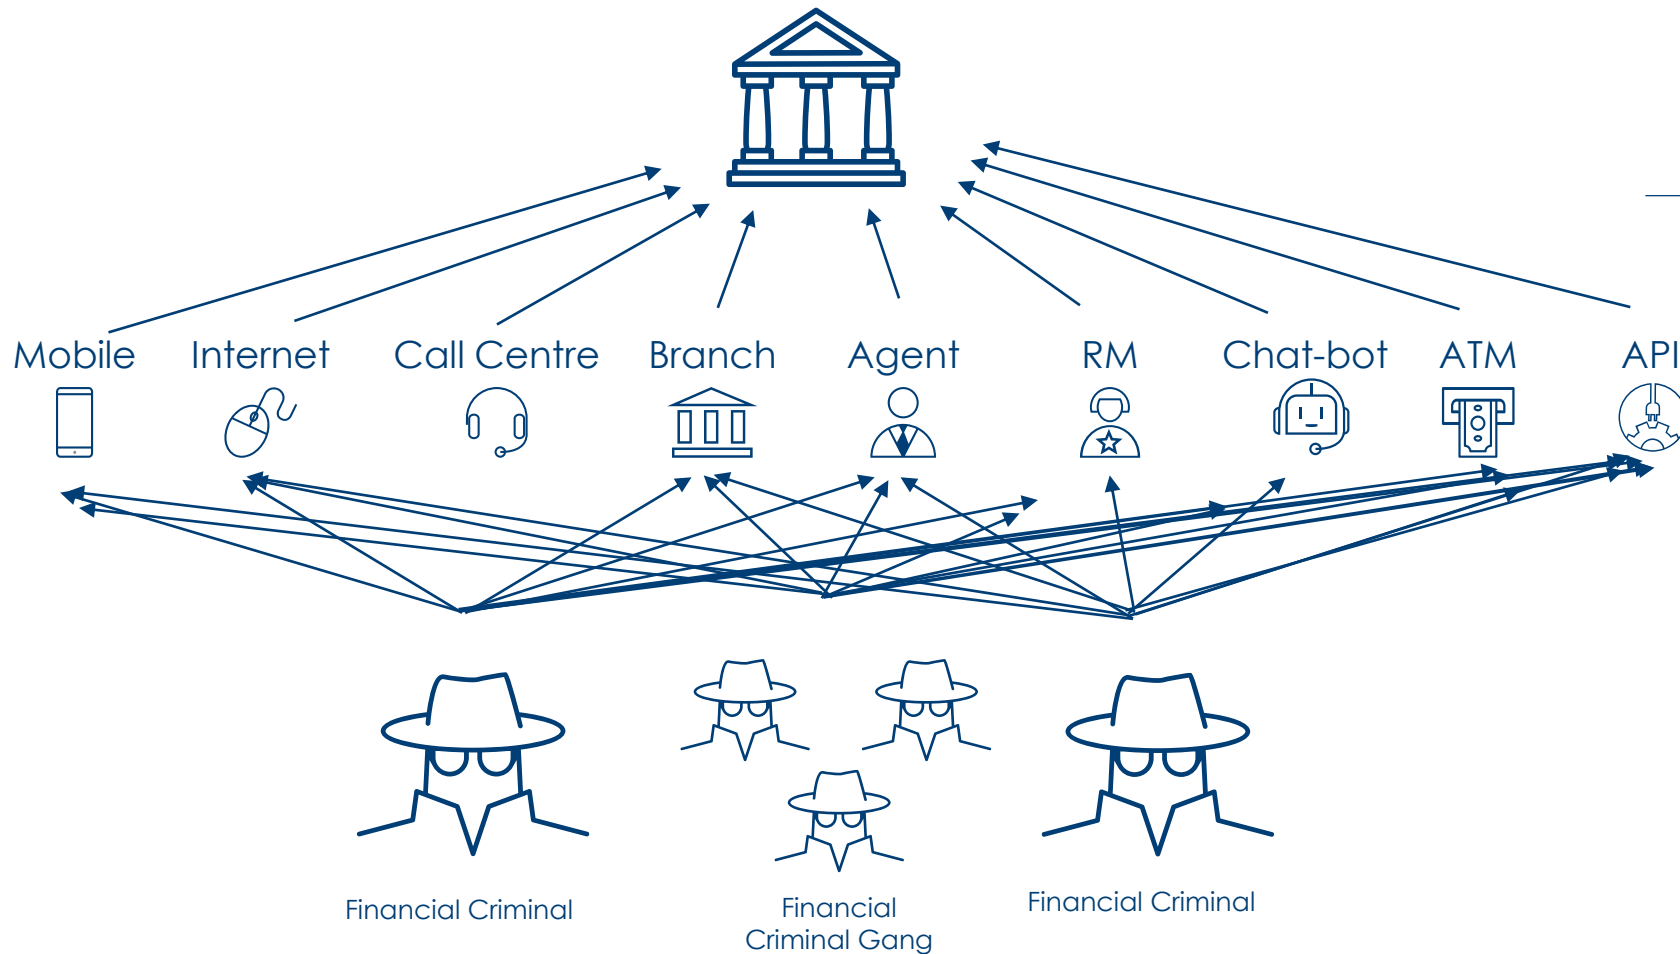 Mobile Internet Call Centre Branch Agent RM Chat-bot ATM API
Financial Criminal
Financial
Criminal Gang
Financial Criminal